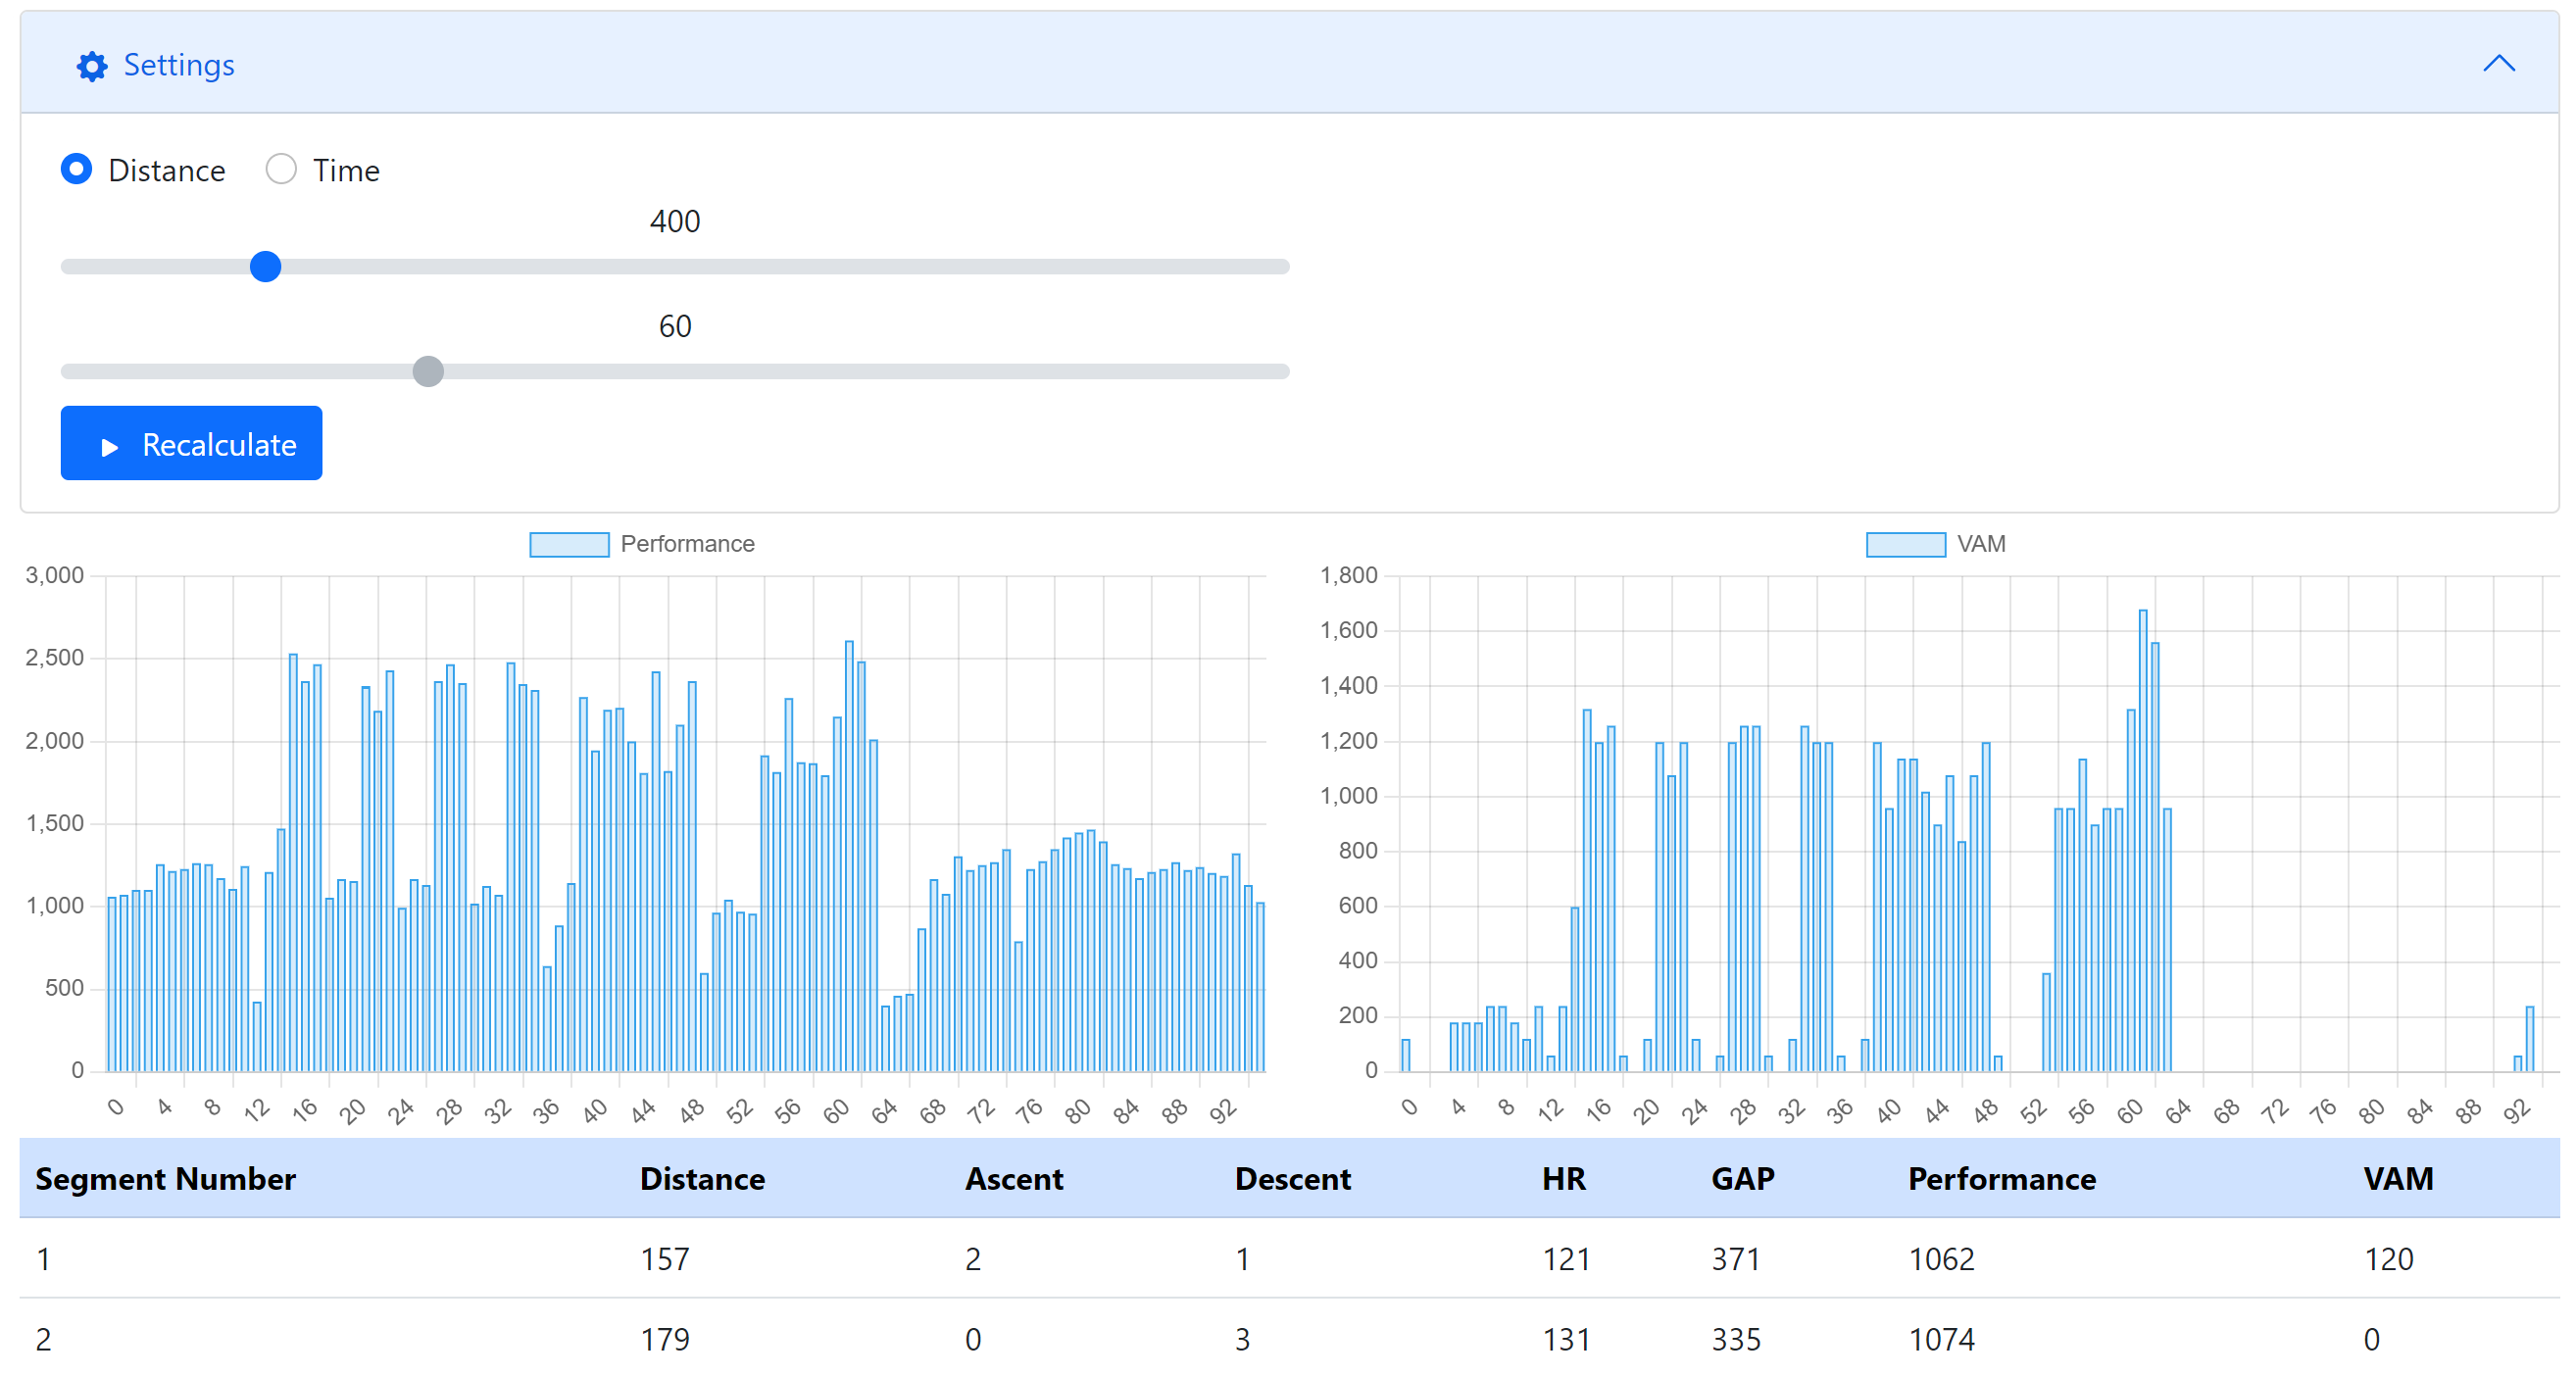 Settings
Distance Time
400
60
Recalculate
Performance
3,000
2,500
2,000
1,500
1,000
500
0
0 4 8 12 16 20 24 28 32 36 40 44 48 52 56 60 64 68 72 76 80 84 88 92
VAM
1,800
1,600
1,400
1,200
1,000
800
600
400
200
0
0 4 8 12 16 20 24 28 32 36 40 44 48 52 56 60 64 68 72 76 80 84 88 92
Segment Number Distance Ascent Descent HR GAP Performance VAM
1 157 2 1 121 371 1062 120
2 179 0 3 131 335 1074 0